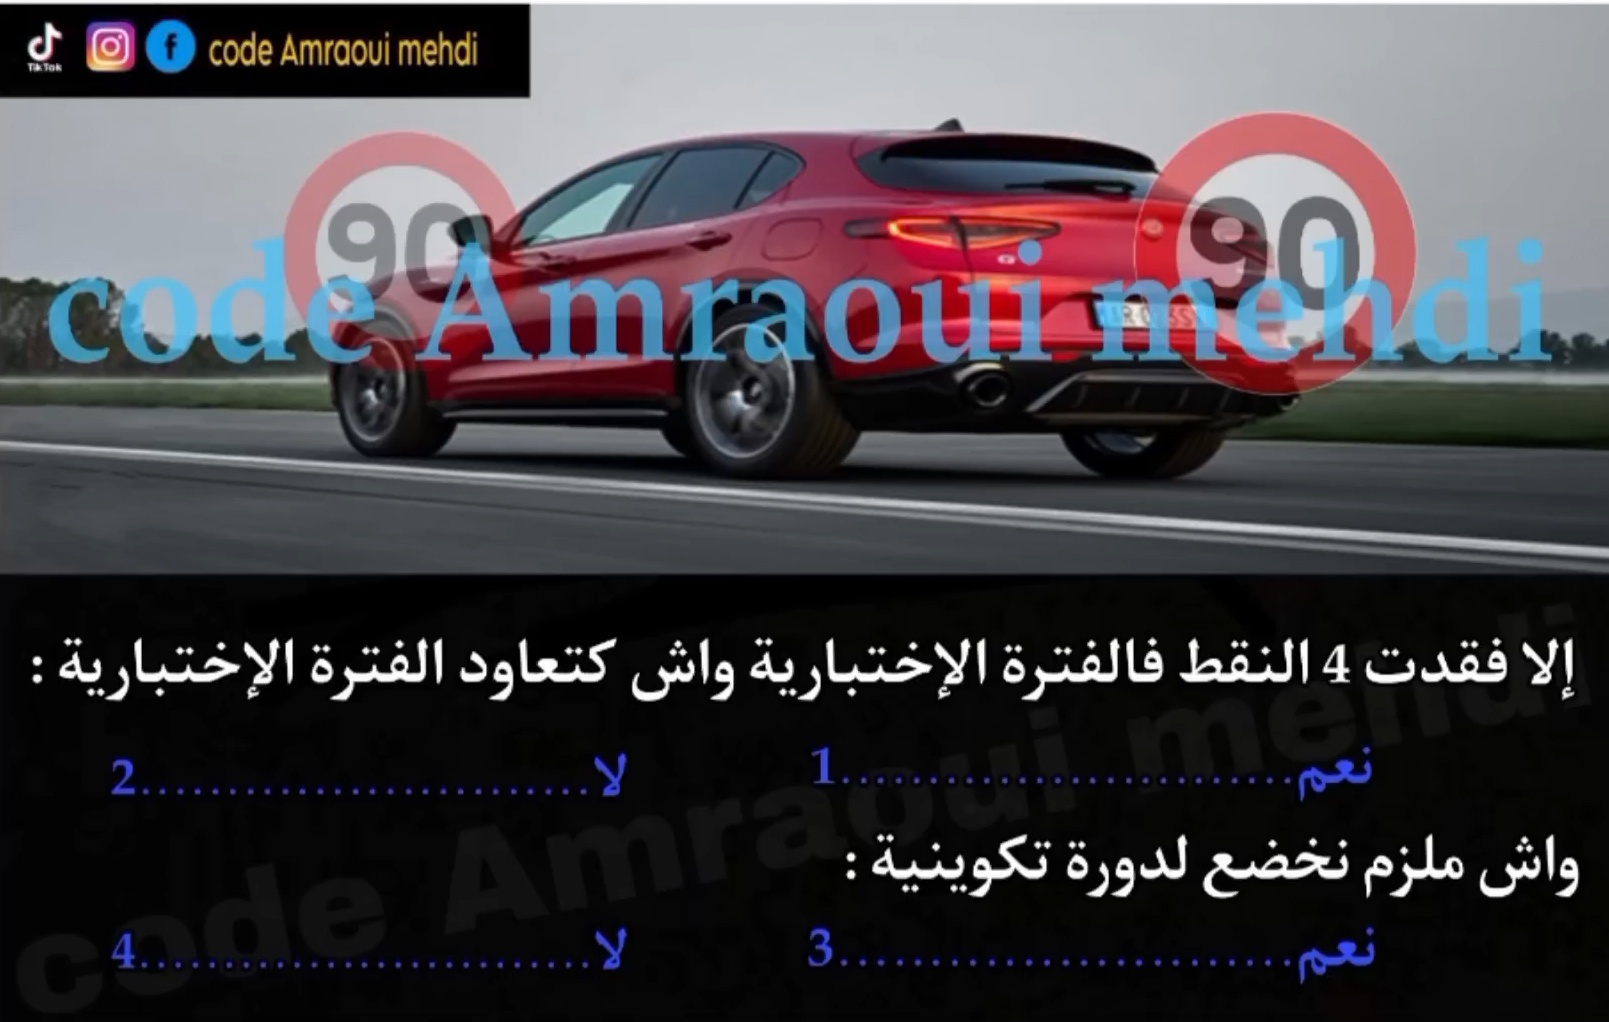 TikTok
code Amraoui mehdi
90
90
code Amraoui mehdi
إلا فقدت 4 النقط فالفترة الإختبارية واش كتعاود الفترة الإختبارية :
نعم..........................1 لا..........................2
واش ملزم نخضع لدورة تكوينية :
نعم..........................3 لا..........................4
code Amraoui mehdi